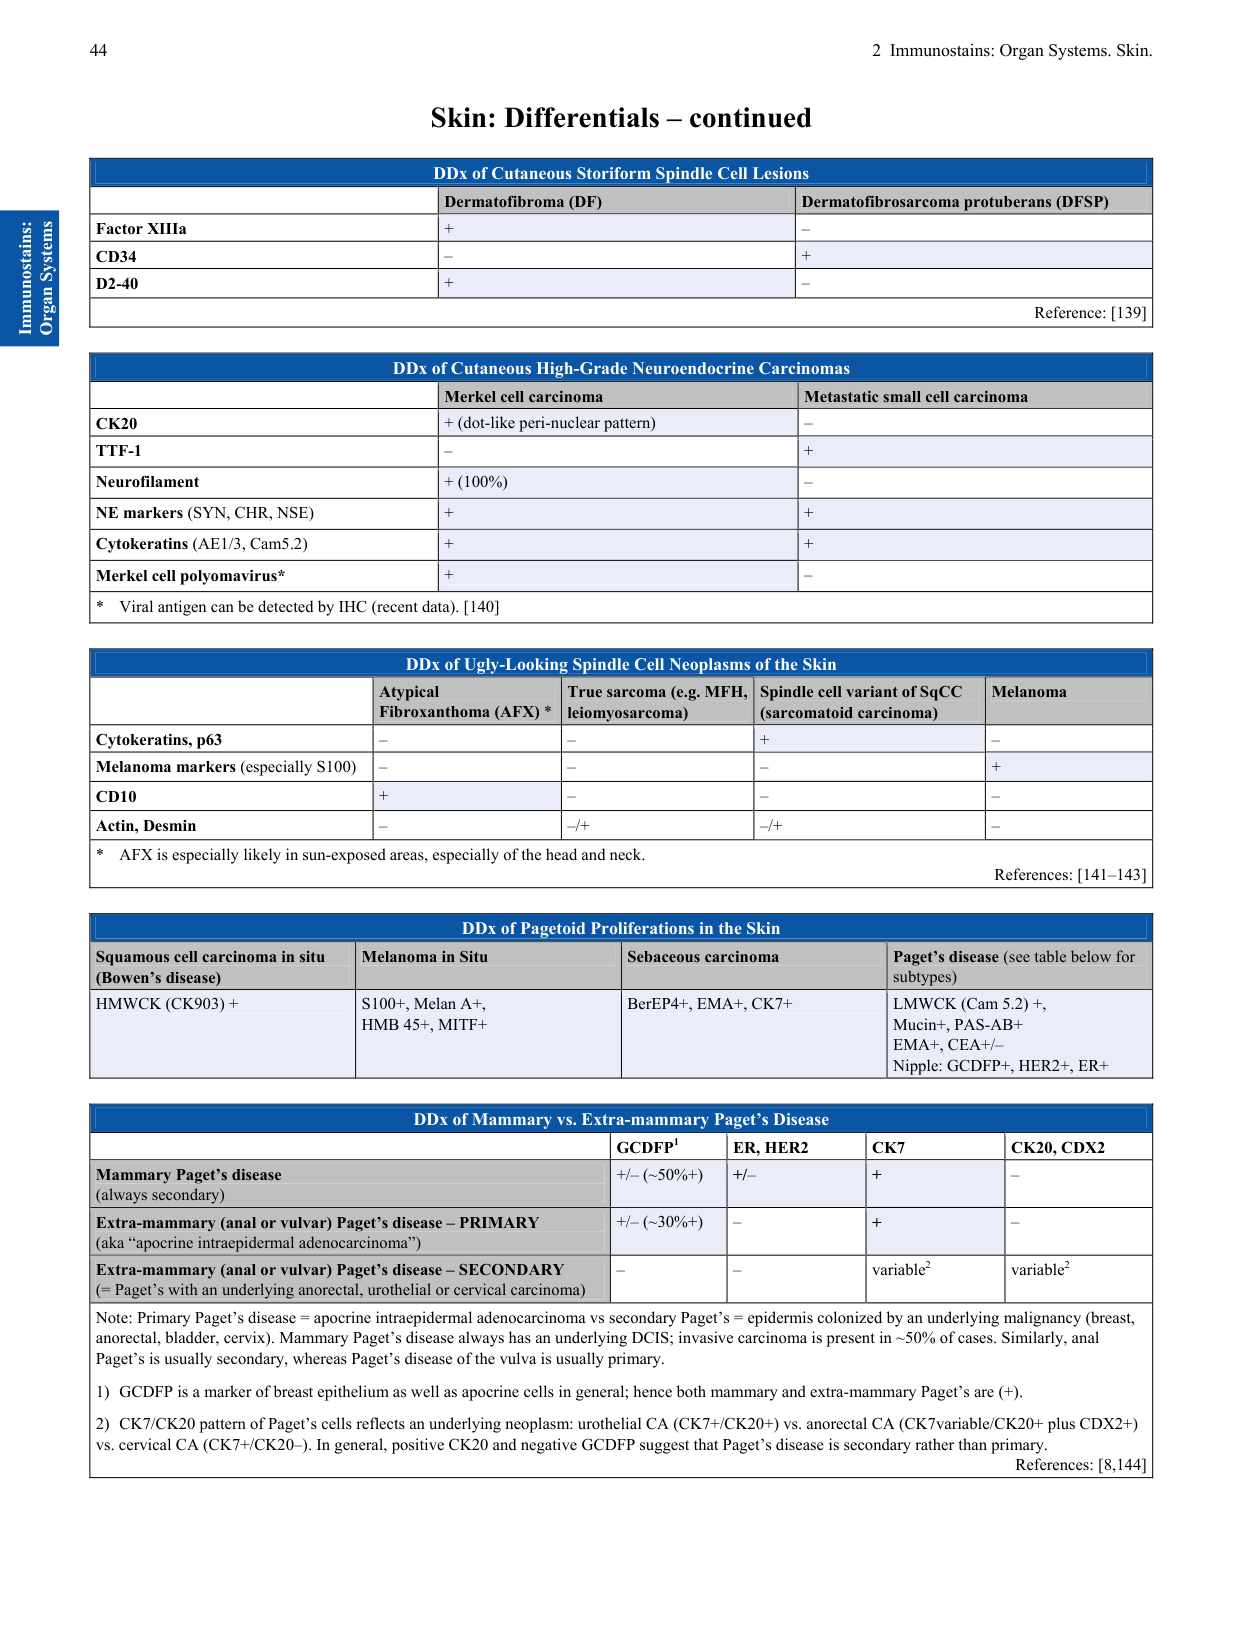 44
2 Immunostains: Organ Systems. Skin.
Skin: Differentials – continued
Immunostains:
Organ Systems
DDx of Cutaneous Storiform Spindle Cell Lesions
Dermatofibroma (DF) Dermatofibrosarcoma protuberans (DFSP)
Factor XIIIa + –
CD34 – +
D2-40 + –
Reference: [139]
DDx of Cutaneous High-Grade Neuroendocrine Carcinomas
Merkel cell carcinoma Metastatic small cell carcinoma
CK20 + (dot-like peri-nuclear pattern) –
TTF-1 – +
Neurofilament + (100%) –
NE markers (SYN, CHR, NSE) + +
Cytokeratins (AE1/3, Cam5.2) + +
Merkel cell polyomavirus* + –
* Viral antigen can be detected by IHC (recent data). [140]
DDx of Ugly-Looking Spindle Cell Neoplasms of the Skin
Atypical
Fibroxanthoma (AFX) *
True sarcoma (e.g. MFH,
leiomyosarcoma)
Spindle cell variant of SqCC
(sarcomatoid carcinoma)
Melanoma
Cytokeratins, p63 – – + –
Melanoma markers (especially S100) – – – +
CD10 + – – –
Actin, Desmin – –/+ –/+ –
* AFX is especially likely in sun-exposed areas, especially of the head and neck.
References: [141–143]
DDx of Pagetoid Proliferations in the Skin
Squamous cell carcinoma in situ
(Bowen's disease)
Melanoma in Situ
Sebaceous carcinoma
Paget's disease (see table below for
subtypes)
HMWCK (CK903) +
S100+, Melan A+,
HMB 45+, MITF+
BerEP4+, EMA+, CK7+
LMWCK (Cam 5.2) +,
Mucin+, PAS-AB+
EMA+, CEA+/–
Nipple: GCDFP+, HER2+, ER+
DDx of Mammary vs. Extra-mammary Paget's Disease
GCDFP¹ ER, HER2 CK7 CK20, CDX2
Mammary Paget's disease
(always secondary)
+/– (~50%+) +/– + –
Extra-mammary (anal or vulvar) Paget's disease – PRIMARY
(aka "apocrine intraepidermal adenocarcinoma")
+/– (~30%+) – + –
Extra-mammary (anal or vulvar) Paget's disease – SECONDARY
(= Paget's with an underlying anorectal, urothelial or cervical carcinoma)
– – variable² variable²
Note: Primary Paget's disease = apocrine intraepidermal adenocarcinoma vs secondary Paget's = epidermis colonized by an underlying malignancy (breast,
anorectal, bladder, cervix). Mammary Paget's disease always has an underlying DCIS; invasive carcinoma is present in ~50% of cases. Similarly, anal
Paget's is usually secondary, whereas Paget's disease of the vulva is usually primary.
1) GCDFP is a marker of breast epithelium as well as apocrine cells in general; hence both mammary and extra-mammary Paget's are (+).
2) CK7/CK20 pattern of Paget's cells reflects an underlying neoplasm: urothelial CA (CK7+/CK20+) vs. anorectal CA (CK7variable/CK20+ plus CDX2+)
vs. cervical CA (CK7+/CK20–). In general, positive CK20 and negative GCDFP suggest that Paget's disease is secondary rather than primary.
References: [8,144]